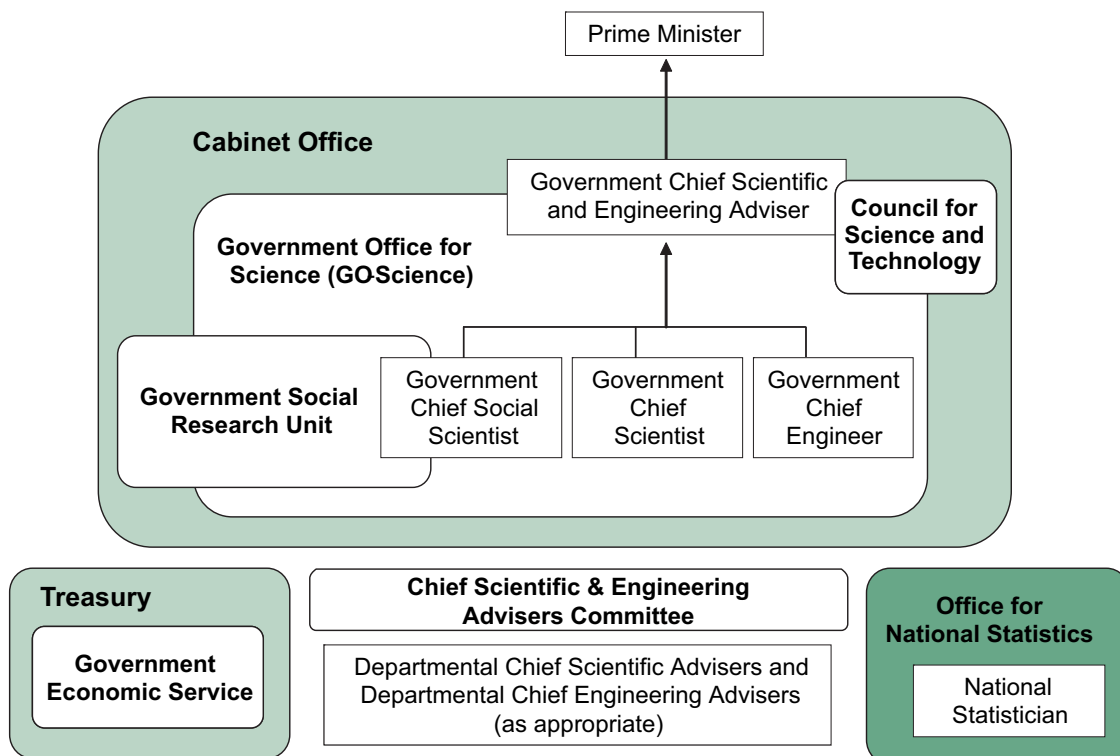 Prime Minister
Cabinet Office
Government Chief Scientific
and Engineering Adviser
Council for
Science and
Technology
Government Office for
Science (GO-Science)
Government Social
Research Unit
Government
Chief Social
Scientist
Government
Chief
Scientist
Government
Chief
Engineer
Treasury
Government
Economic Service
Chief Scientific & Engineering
Advisers Committee
Departmental Chief Scientific Advisers and
Departmental Chief Engineering Advisers
(as appropriate)
Office for
National Statistics
National
Statistician